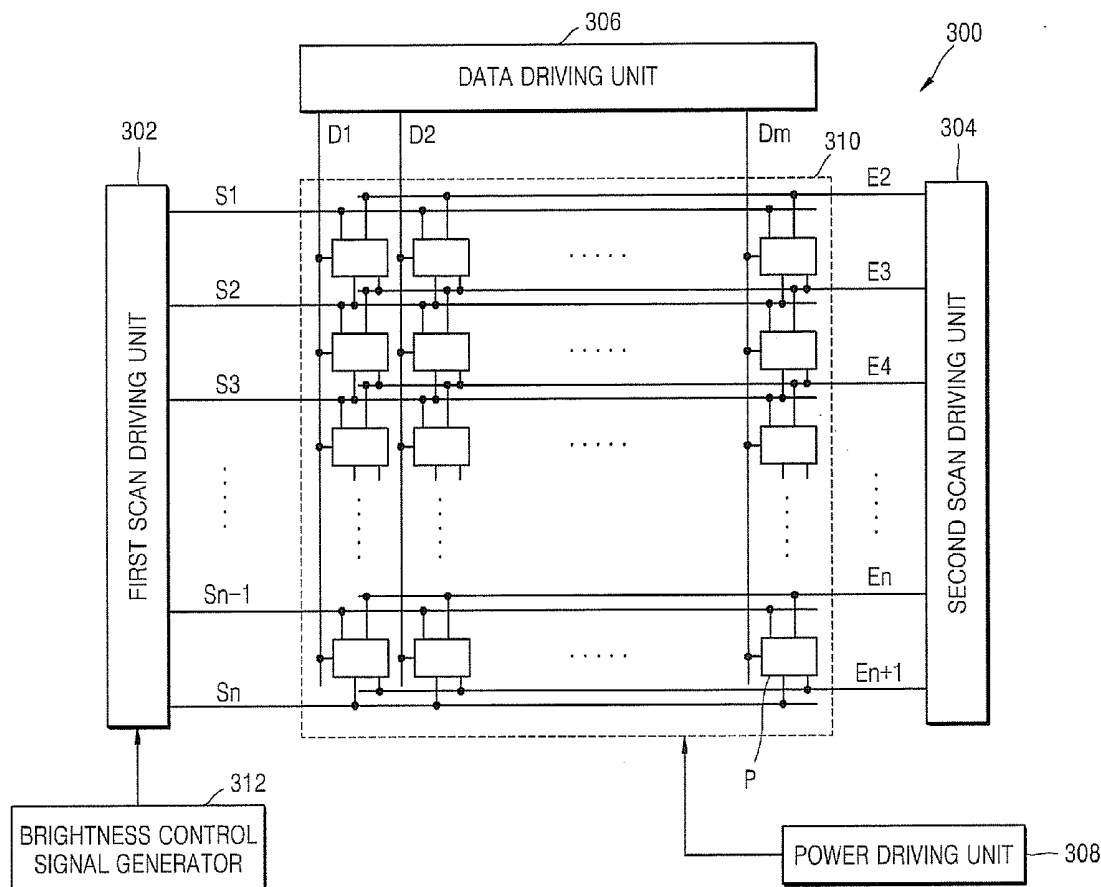 306
300
DATA DRIVING UNIT
302
D1
D2
Dm
310
304
S1
E2
S2
E3
S3
E4
FIRST SCAN DRIVING UNIT
SECOND SCAN DRIVING UNIT
Sn-1
En
Sn
En+1
P
312
BRIGHTNESS CONTROL
SIGNAL GENERATOR
POWER DRIVING UNIT
308